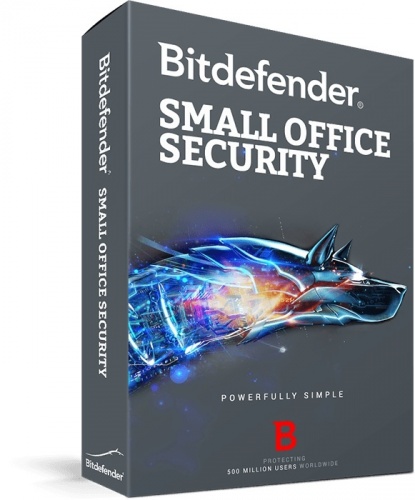 Bitdefender®
SMALL OFFICE
SECURITY
POWERFULLY SIMPLE
B
PROTECTING
500 MILLION USERS WORLDWIDE
Bitdefender
SMALL OFFICE SECURITY
Bitdefender